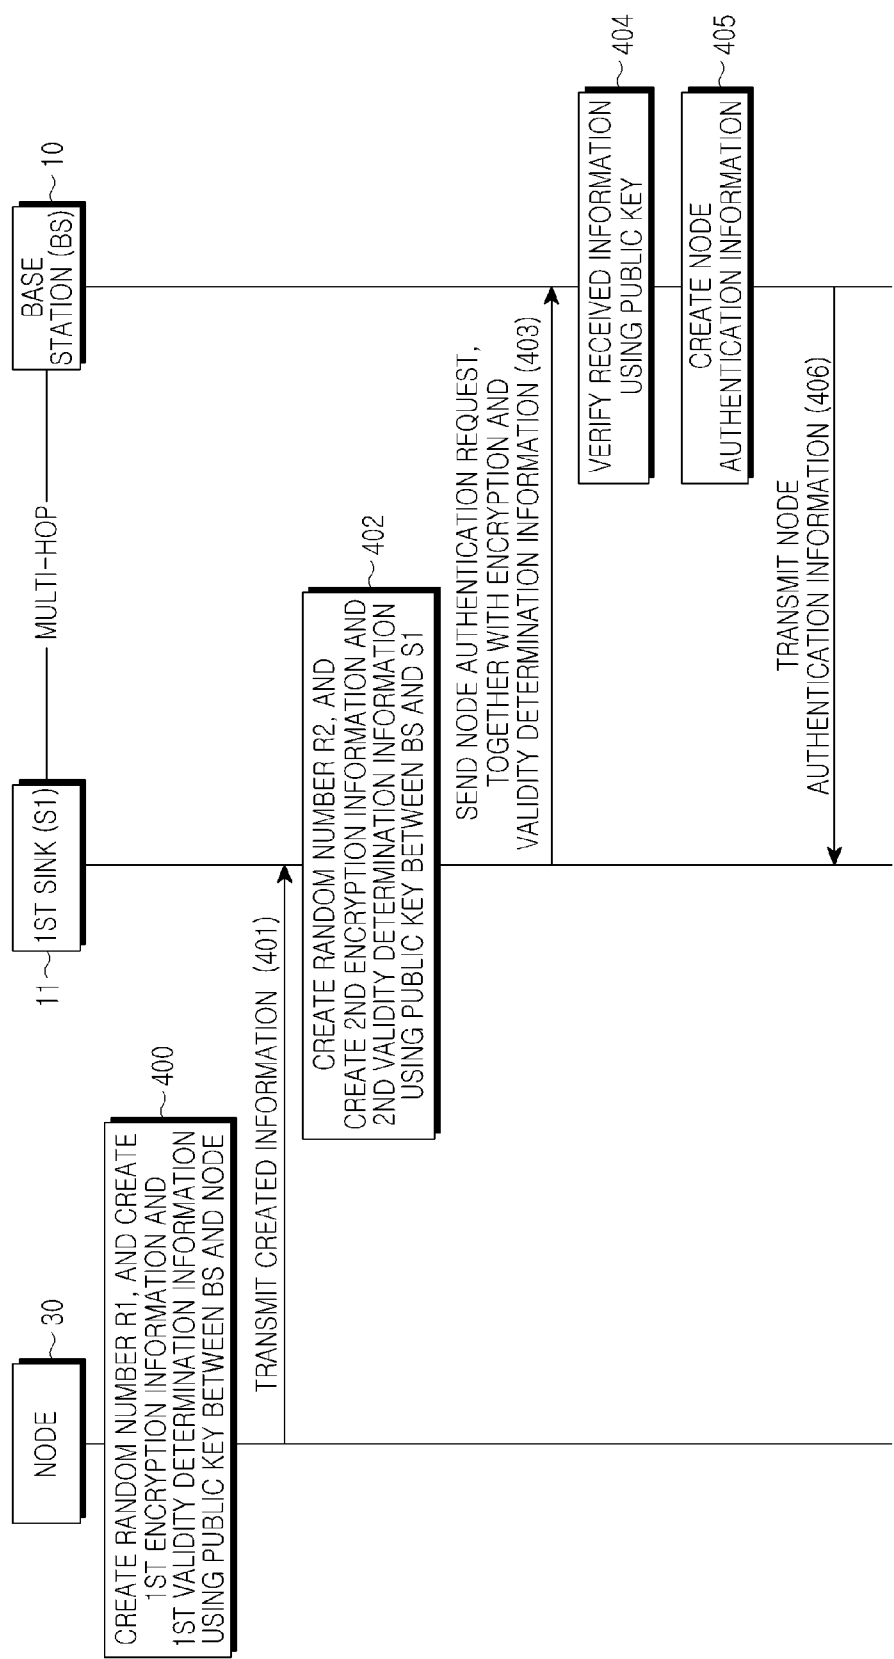 NODE
30
11
1ST SINK (S1)
MULTI-HOP
BASE
STATION (BS)
10
CREATE RANDOM NUMBER R1, AND CREATE
1ST ENCRYPTION INFORMATION AND
1ST VALIDITY DETERMINATION INFORMATION
USING PUBLIC KEY BETWEEN BS AND NODE
400
TRANSMIT CREATED INFORMATION (401)
CREATE RANDOM NUMBER R2, AND
CREATE 2ND ENCRYPTION INFORMATION AND
2ND VALIDITY DETERMINATION INFORMATION
USING PUBLIC KEY BETWEEN BS AND S1
402
SEND NODE AUTHENTICATION REQUEST,
TOGETHER WITH ENCRYPTION AND
VALIDITY DETERMINATION INFORMATION (403)
VERIFY RECEIVED INFORMATION
USING PUBLIC KEY
404
CREATE NODE
AUTHENTICATION INFORMATION
405
TRANSMIT NODE
AUTHENTICATION INFORMATION (406)